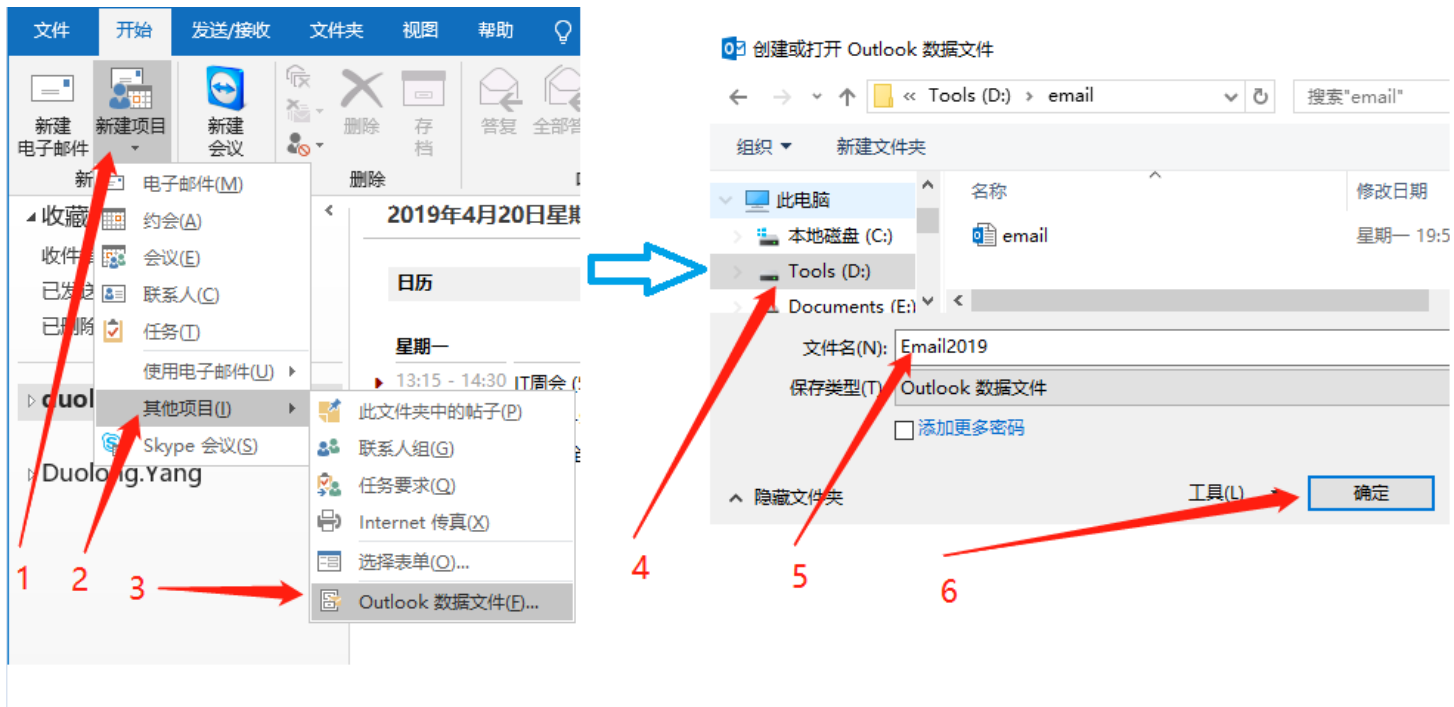 文件 开始 发送/接收 文件夹 视图 帮助
新建
电子邮件
新建项目
新建
会议
删除
存
档
答复
全部答
新
删除
电子邮件(M)
约会(A)
会议(E)
联系人(C)
任务(T)
使用电子邮件(U)
其他项目(I)
Skype 会议(S)
收藏
收件
已发送
已删除
duol
Duolong.Yang
2019年4月20日星期
日历
星期一
13:15 - 14:30 IT周会
此文件夹中的帖子(P)
联系人组(G)
任务要求(Q)
Internet 传真(X)
选择表单(O)...
Outlook 数据文件(F)...
1
2
3
创建或打开 Outlook 数据文件
« Tools (D:) › email
搜索"email"
组织 新建文件夹
此电脑
本地磁盘 (C:)
Tools (D:)
Documents (E:)
名称 修改日期
email 星期一 19:5
文件名(N): Email2019
保存类型(T) Outlook 数据文件
添加更多密码
隐藏文件夹
工具(L)
确定
4
5
6